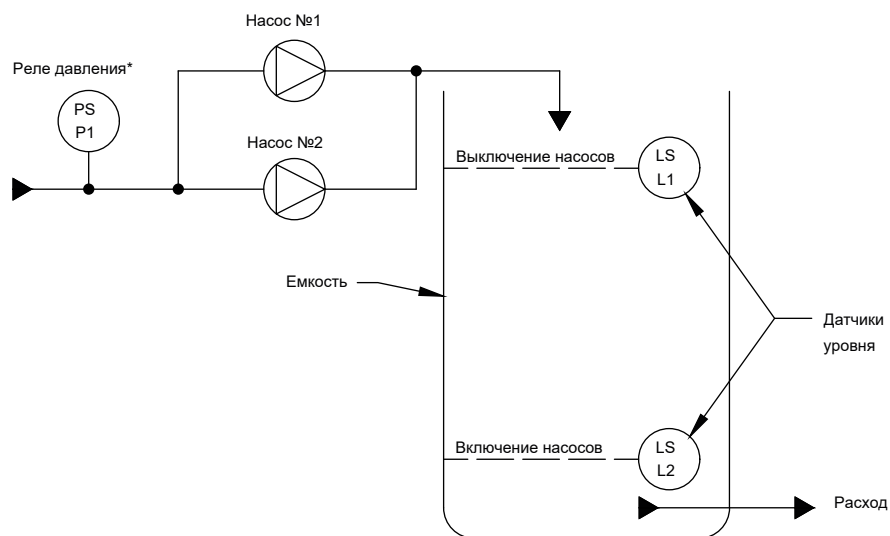 Насос №1
Реле давления*
PS
P1
Насос №2
Выключение насосов
LS
L1
Емкость
Датчики
уровня
Включение насосов
LS
L2
Расход